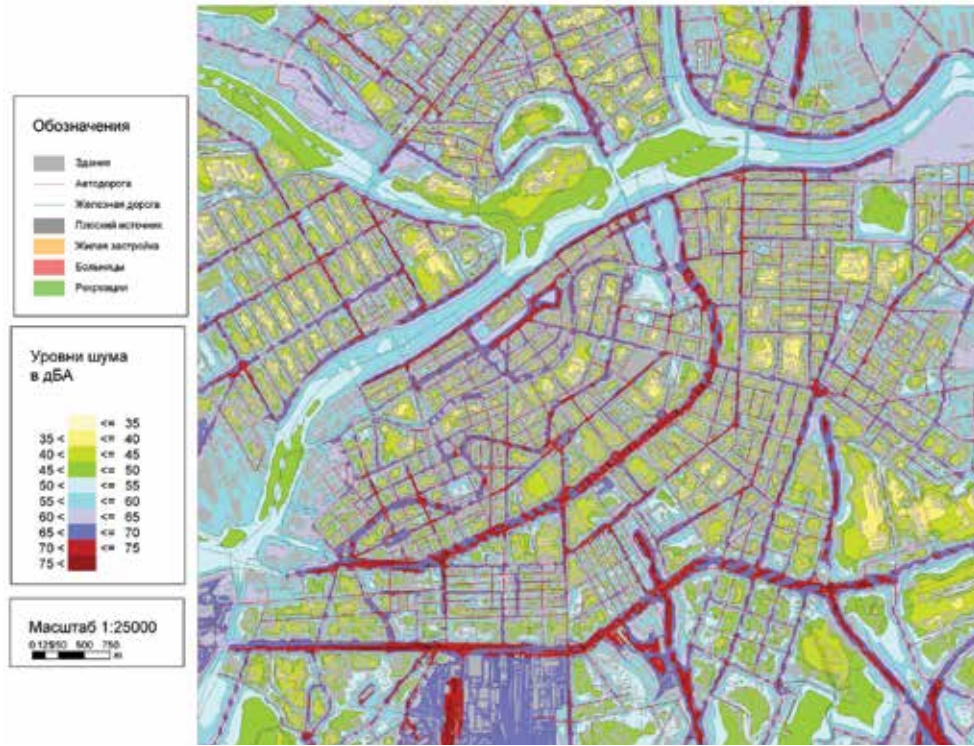 Обозначения
Здания
Автодорога
Железная дорога
Плоский источник
Жилая застройка
Больницы
Рекреации
Уровни шума
в дБА
<= 35
35 < <= 40
40 < <= 45
45 < <= 50
50 < <= 55
55 < <= 60
60 < <= 65
65 < <= 70
70 < <= 75
75 <
Масштаб 1:25000
0 125 250 500 750
m